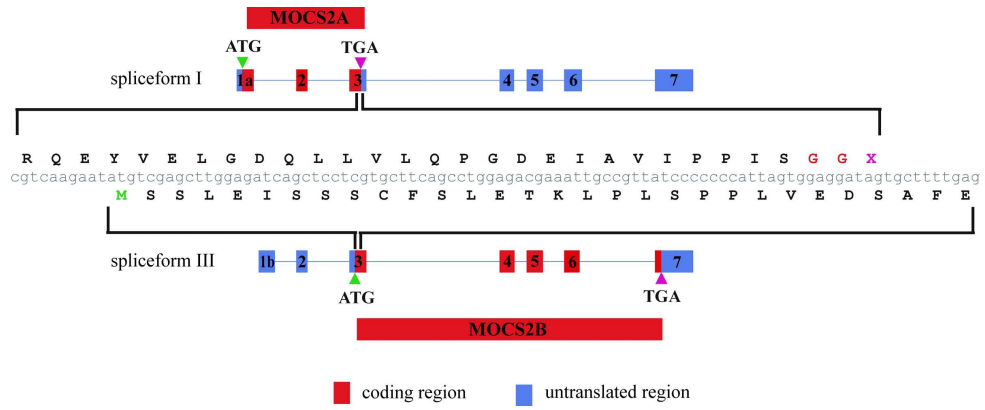 MOCS2A
ATG TGA
spliceform I 1a 2 3 4 5 6 7
R Q E Y V E L G D Q L L V L Q P G D E I A V I P P I S G G X
cgtcaagaatatgtcgagcttggagatcagctcctcgtgcttcagcctggagacgaaattgccgttatcccccccattagtggaggatagtgcttttgag
M S S L E I S S S C F S L E T K L P L S P P L V E D S A F E
spliceform III 1b 2 3 4 5 6 7
ATG TGA
MOCS2B
coding region untranslated region